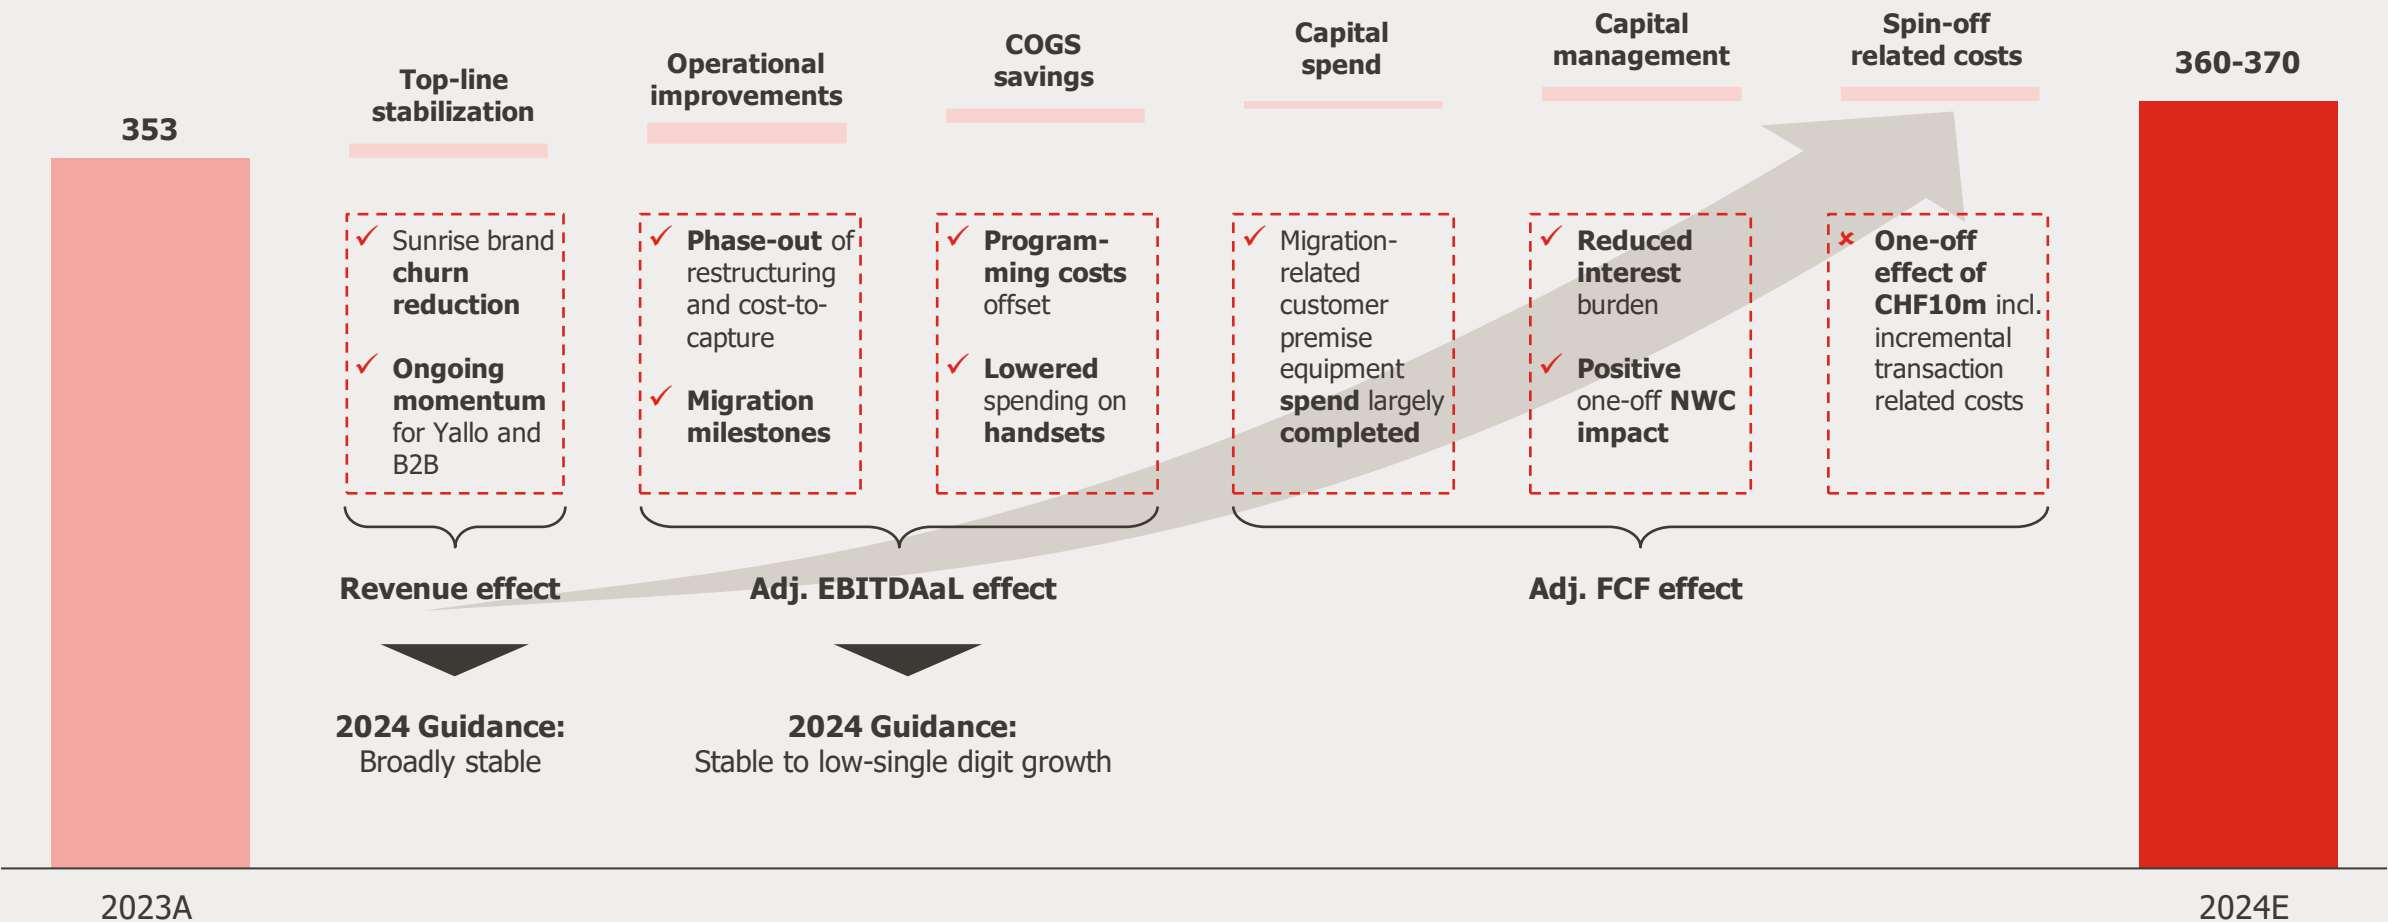 353
Top-line
stabilization
Operational
improvements
COGS
savings
Capital
spend
Capital
management
Spin-off
related costs
360-370
✓ Sunrise brand
churn
reduction
✓ Ongoing
momentum
for Yallo and
B2B
✓ Phase-out of
restructuring
and cost-to-
capture
✓ Migration
milestones
✓ Program-
ming costs
offset
✓ Lowered
spending on
handsets
✓ Migration-
related
customer
premise
equipment
spend largely
completed
✓ Reduced
interest
burden
✓ Positive
one-off NWC
impact
✘ One-off
effect of
CHF10m incl.
incremental
transaction
related costs
Revenue effect
Adj. EBITDAaL effect
Adj. FCF effect
2024 Guidance:
Broadly stable
2024 Guidance:
Stable to low-single digit growth
2023A
2024E